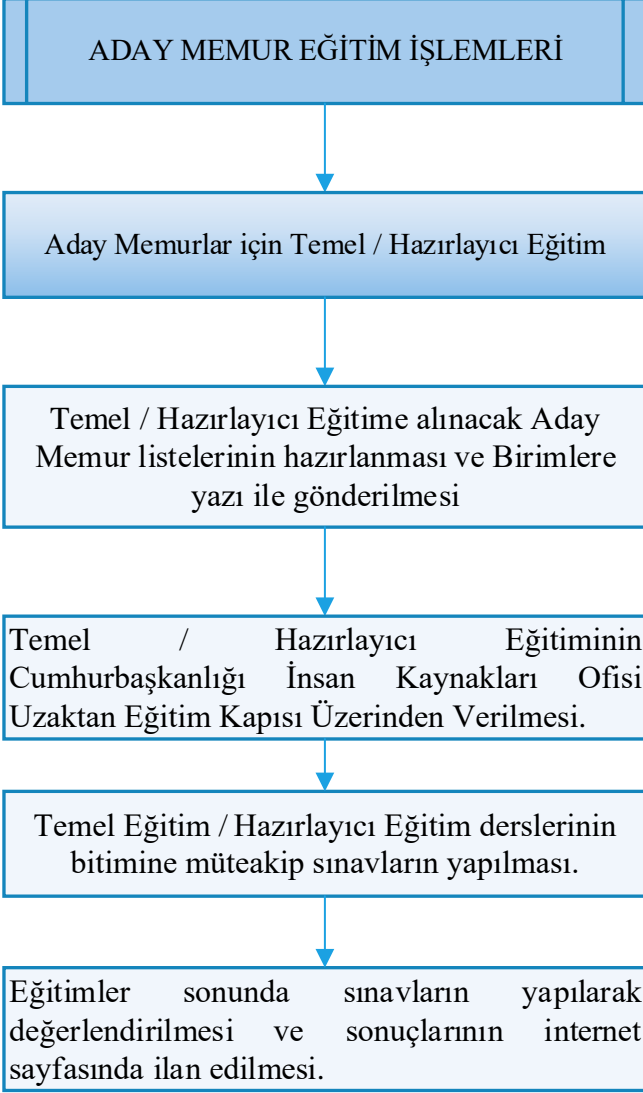 ADAY MEMUR EĞİTİM İŞLEMLERİ
Aday Memurlar için Temel / Hazırlayıcı Eğitim
Temel / Hazırlayıcı Eğitime alınacak Aday
Memur listelerinin hazırlanması ve Birimlere
yazı ile gönderilmesi
Temel / Hazırlayıcı Eğitiminin
Cumhurbaşkanlığı İnsan Kaynakları Ofisi
Uzaktan Eğitim Kapısı Üzerinden Verilmesi.
Temel Eğitim / Hazırlayıcı Eğitim derslerinin
bitimine müteakip sınavların yapılması.
Eğitimler sonunda sınavların yapılarak
değerlendirilmesi ve sonuçlarının internet
sayfasında ilan edilmesi.